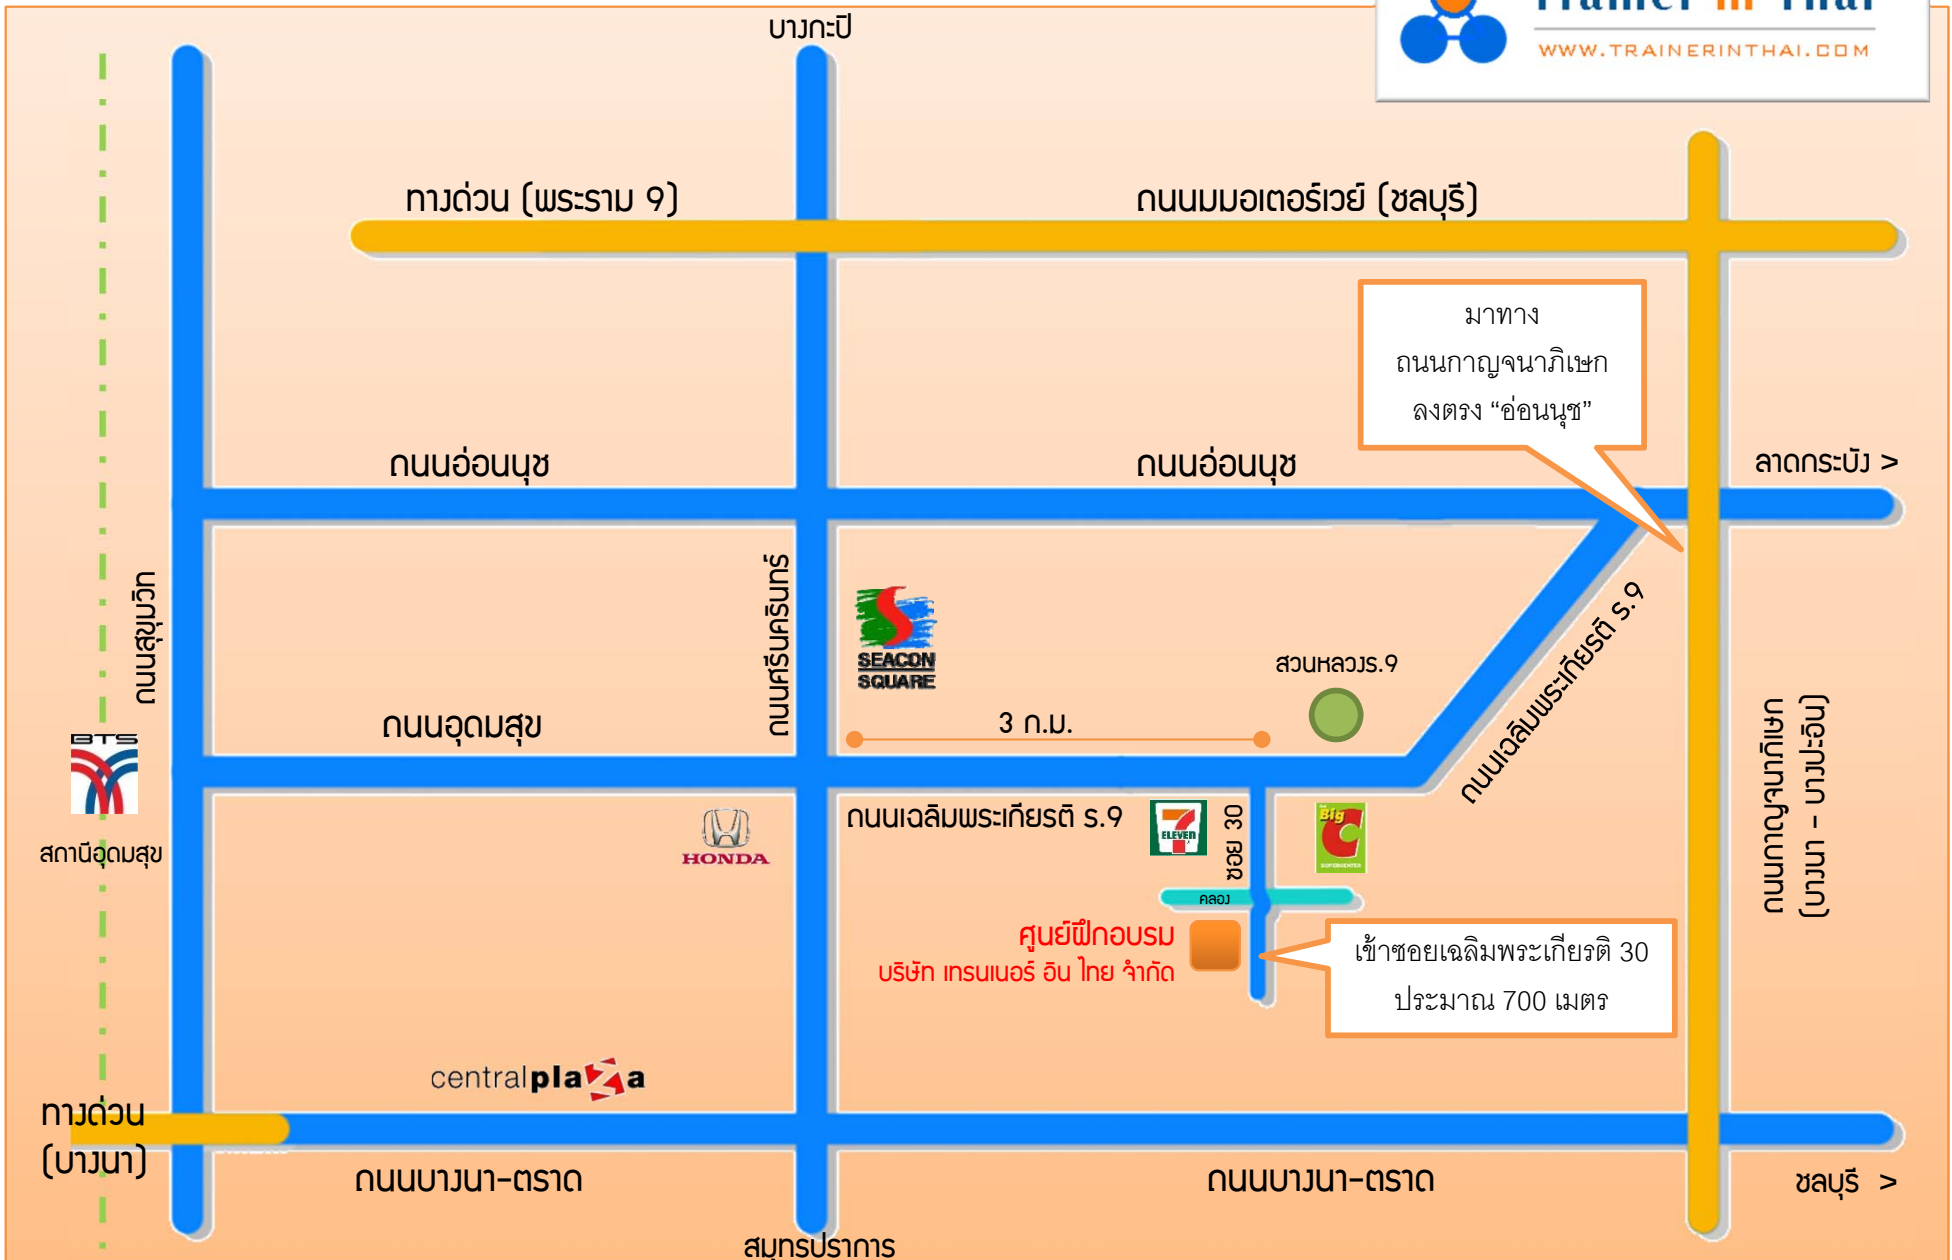 Trainer in Thai
WWW.TRAINERINTHAI.COM
บางกะปิ
ทางด่วน (พระราม 9)
ถนนมมอเตอร์เวย์ (ชลบุรี)
มาทาง
ถนนกาญจนาภิเษก
ลงตรง “อ่อนนุช”
ถนนอ่อนนุช
ถนนอ่อนนุช
ลาดกระบัง >
ถนนสุขุมวิท
ถนนศรีนครินทร์
SEACON
SQUARE
สวนหลวงร.9
ถนนเฉลิมพระเกียรติ ร.9
ถนนอุดมสุข
3 ก.ม.
ถนนกาญจนาภิเษก
(บางนา - บางปะอิน)
BTS
สถานีอุดมสุข
HONDA
ถนนเฉลิมพระเกียรติ ร.9
7
ELEVEN
ซอย 30
Big
C
SUPERCENTER
คลอง
ศูนย์ฝึกอบรม
บริษัท เทรนเนอร์ อิน ไทย จำกัด
เข้าซอยเฉลิมพระเกียรติ 30
ประมาณ 700 เมตร
centralplaza
ทางด่วน
(บางนา)
ถนนบางนา-ตราด
ถนนบางนา-ตราด
ชลบุรี >
สมุทรปราการ